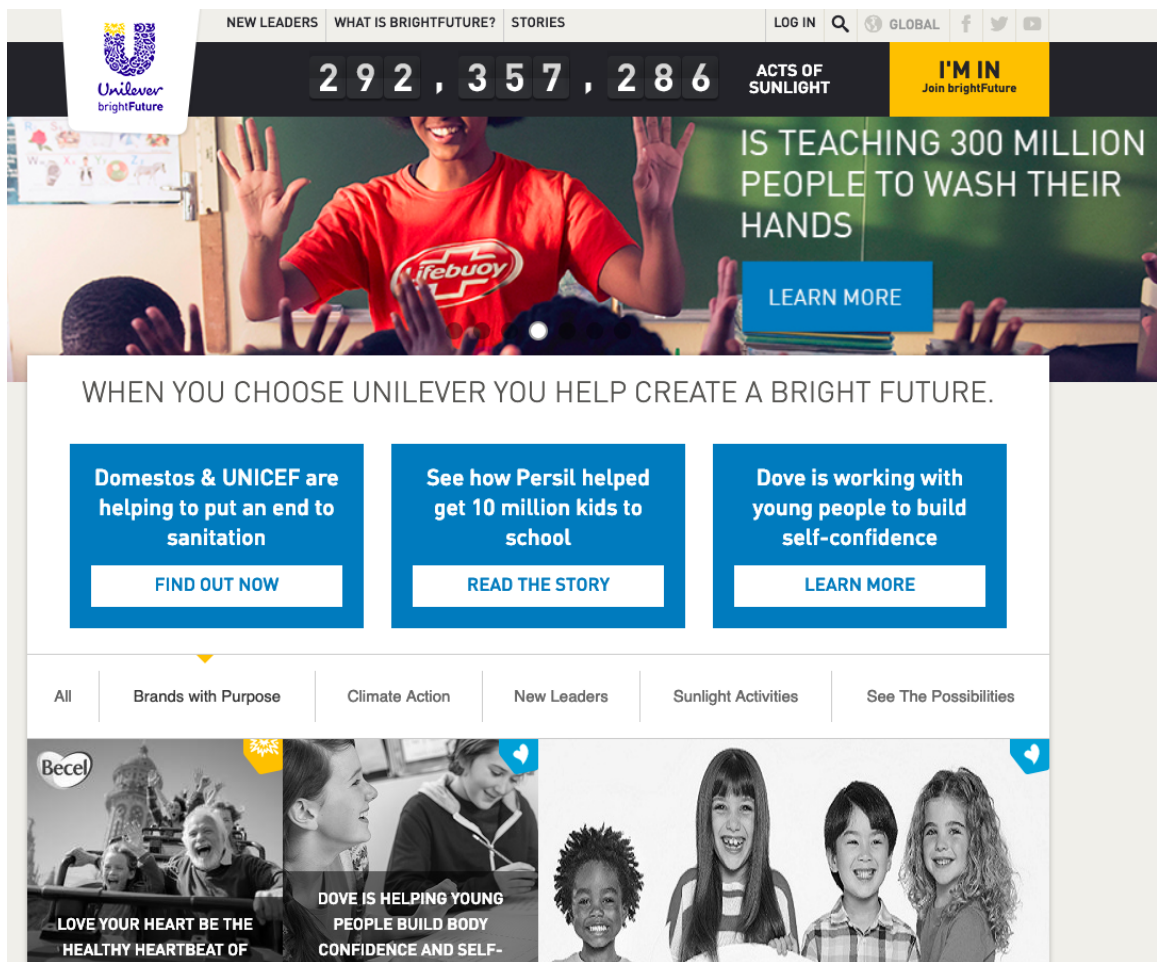 NEW LEADERS
WHAT IS BRIGHTFUTURE?
STORIES
LOG IN
GLOBAL
Unilever
brightFuture
292,357,286
ACTS OF
SUNLIGHT
I'M IN
Join brightFuture
IS TEACHING 300 MILLION
PEOPLE TO WASH THEIR
HANDS
LEARN MORE
Lifebuoy
WHEN YOU CHOOSE UNILEVER YOU HELP CREATE A BRIGHT FUTURE.
Domestos & UNICEF are
helping to put an end to
sanitation
FIND OUT NOW
See how Persil helped
get 10 million kids to
school
READ THE STORY
Dove is working with
young people to build
self-confidence
LEARN MORE
All
Brands with Purpose
Climate Action
New Leaders
Sunlight Activities
See The Possibilities
Becel
LOVE YOUR HEART BE THE
HEALTHY HEARTBEAT OF
DOVE IS HELPING YOUNG
PEOPLE BUILD BODY
CONFIDENCE AND SELF-